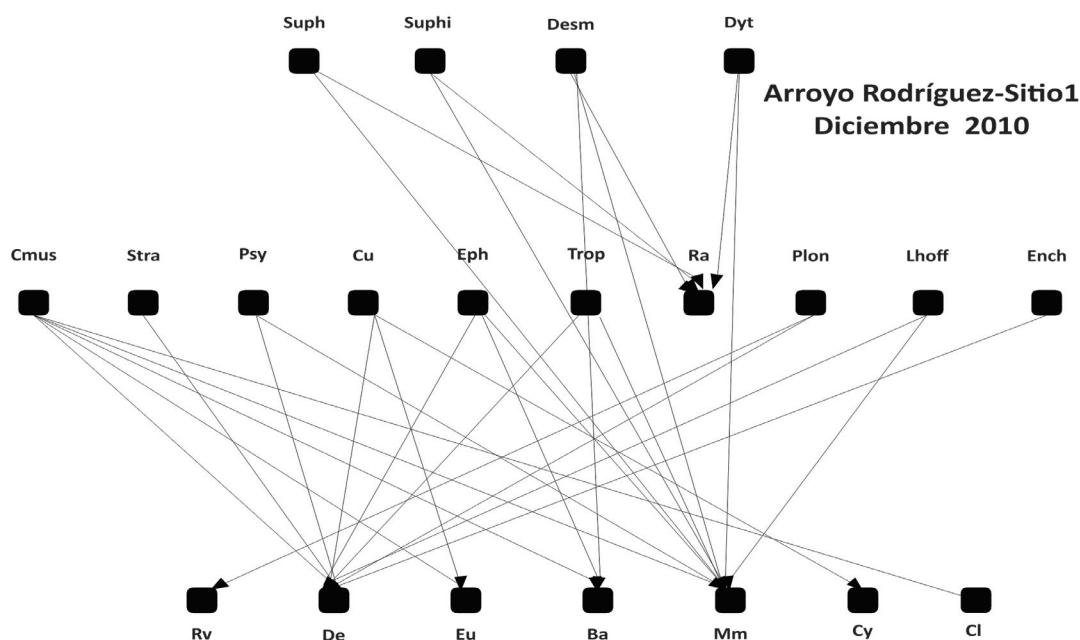 Suph Suphi Desm Dyt
Arroyo Rodríguez-Sitio1
Diciembre 2010
Cmus Stra Psy Cu Eph Trop Ra Plon Lhoff Ench
Rv De Eu Ba Mm Cy Cl